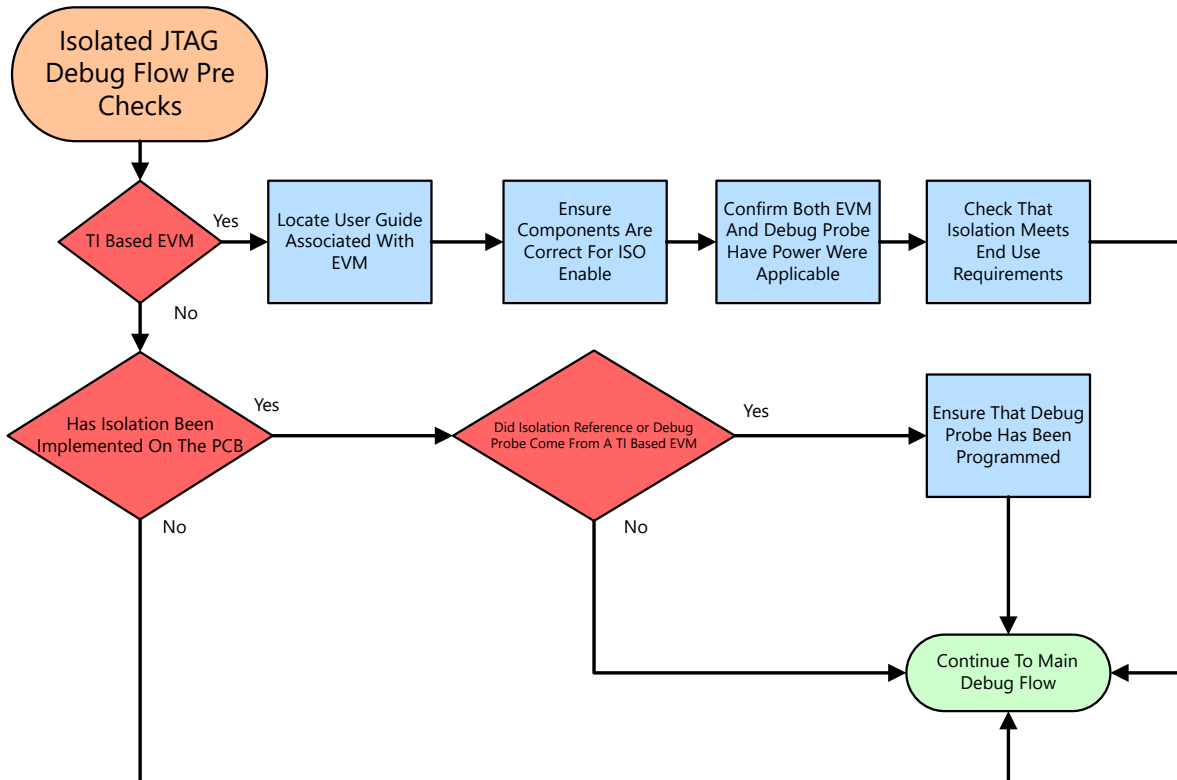 Isolated JTAG
Debug Flow Pre
Checks
TI Based EVM
Yes
Locate User Guide
Associated With
EVM
Ensure
Components Are
Correct For ISO
Enable
Confirm Both EVM
And Debug Probe
Have Power Were
Applicable
Check That
Isolation Meets
End Use
Requirements
No
Has Isolation Been
Implemented On The PCB
Yes
Did Isolation Reference or Debug
Probe Come From A TI Based EVM
Yes
Ensure That Debug
Probe Has Been
Programmed
No
No
Continue To Main
Debug Flow